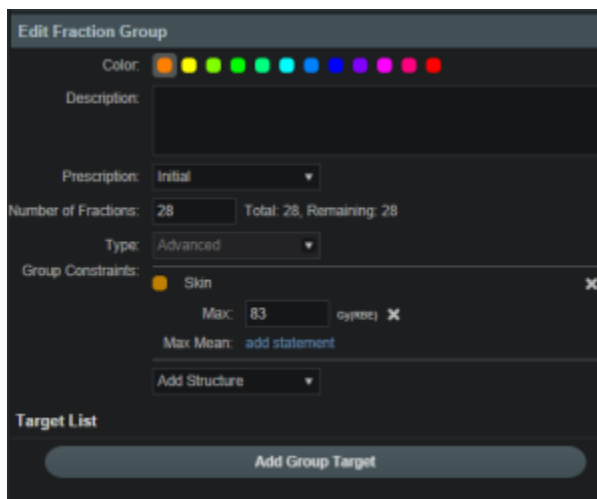 Edit Fraction Group
Color:
Description:
Prescription: Initial
Number of Fractions: 28 Total: 28, Remaining: 28
Type: Advanced
Group Constraints:
Skin
Max: 83 Gy(RBE)
Max Mean: add statement
Add Structure
Target List
Add Group Target